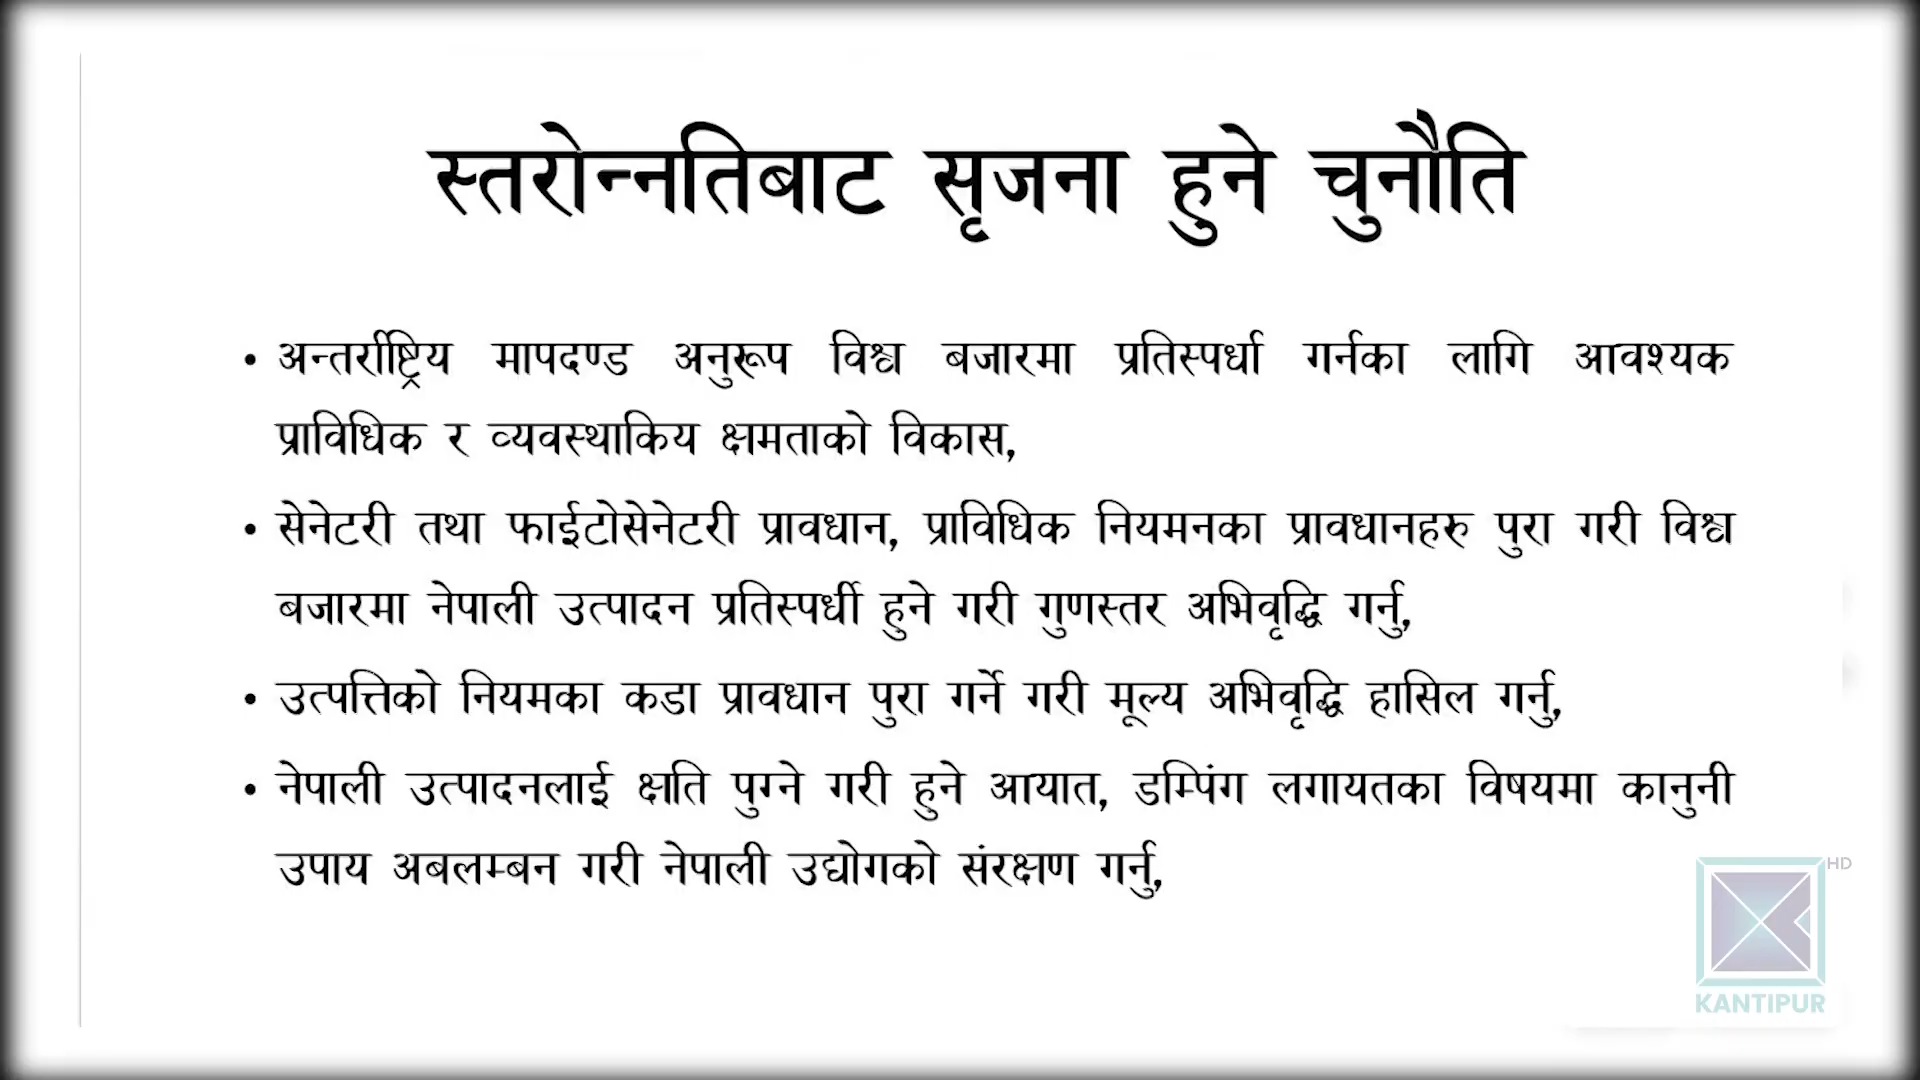 स्तरोन्नतिबाट सृजना हुने चुनौति
• अन्तर्राष्ट्रिय मापदण्ड अनुरूप विश्व बजारमा प्रतिस्पर्धा गर्नका लागि आवश्यक
प्राविधिक र व्यवस्थाकिय क्षमताको विकास,
• सेनेटरी तथा फाईटोसेनेटरी प्रावधान, प्राविधिक नियमनका प्रावधानहरु पुरा गरी विश्व
बजारमा नेपाली उत्पादन प्रतिस्पर्धी हुने गरी गुणस्तर अभिवृद्धि गर्नु,
• उत्पत्तिको नियमका कडा प्रावधान पुरा गर्ने गरी मूल्य अभिवृद्धि हासिल गर्नु,
• नेपाली उत्पादनलाई क्षति पुग्ने गरी हुने आयात, डम्पिंग लगायतका विषयमा कानुनी
उपाय अबलम्बन गरी नेपाली उद्योगको संरक्षण गर्नु,
HD
KANTIPUR